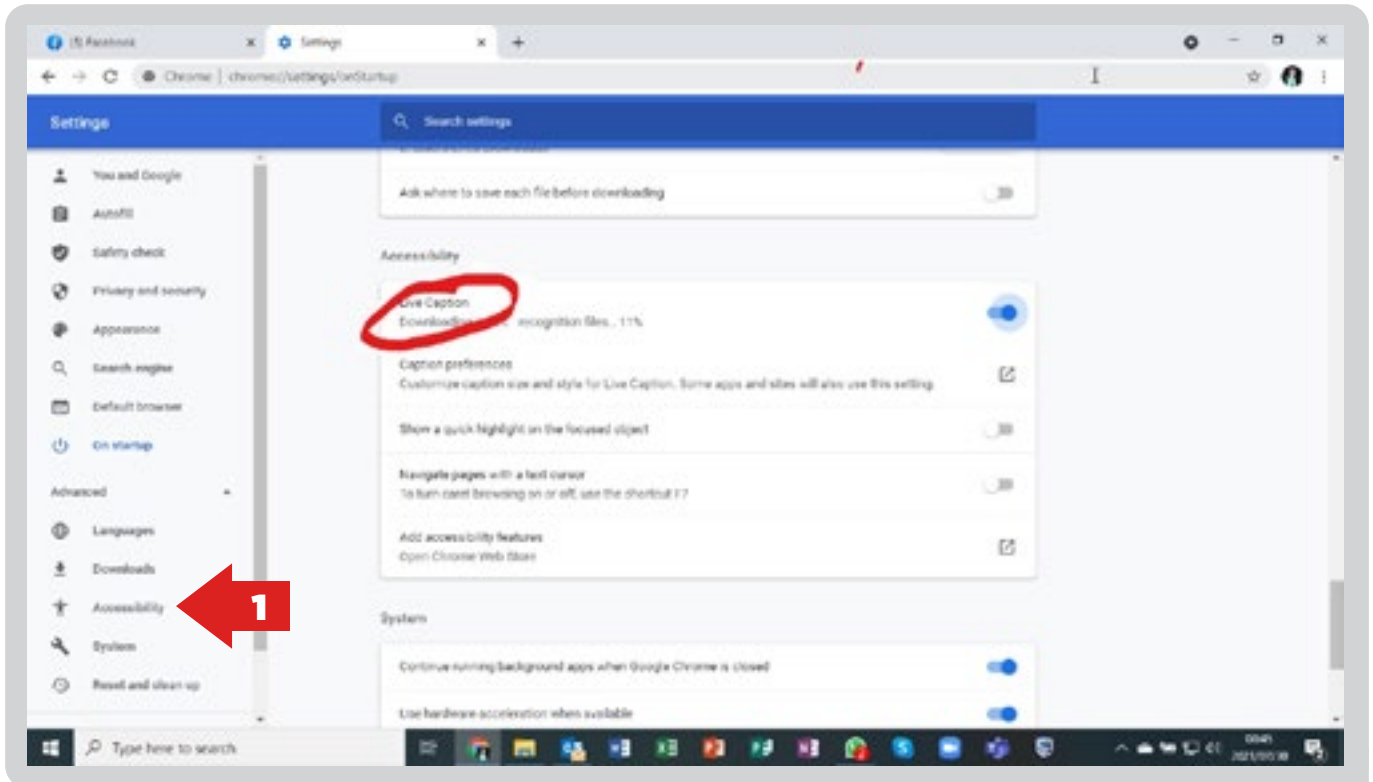 Facebook
Settings
Chrome | chrome://settings/onStartup
Settings
Search settings
You and Google
Autofill
Safety check
Privacy and security
Appearance
Search engine
Default browser
On startup
Advanced
Languages
Downloads
Accessibility
System
Reset and clean up
1
Ask where to save each file before downloading
Accessibility
Live Caption
Downloading recognition files... 11%
Caption preferences
Customize caption size and style for Live Caption. Some apps and sites will also use this setting.
Show a quick highlight on the focused object
Navigate pages with a text cursor
To turn caret browsing on or off, use the shortcut F7
Add accessibility features
Open Chrome Web Store
System
Continue running background apps when Google Chrome is closed
Use hardware acceleration when available
Type here to search